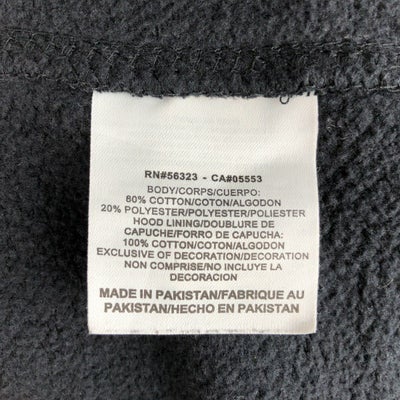 RN#56323 - CA#05553
BODY/CORPS/CUERPO:
80% COTTON/COTON/ALGODON
20% POLYESTER/POLYESTER/POLIESTER
HOOD LINING/DOUBLURE DE
CAPUCHE/FORRO DE CAPUCHA:
100% COTTON/COTON/ALGODON
EXCLUSIVE OF DECORATION/DECORATION
NON COMPRISE/NO INCLUYE LA
DECORACION
MADE IN PAKISTAN/FABRIQUE AU
PAKISTAN/HECHO EN PAKISTAN